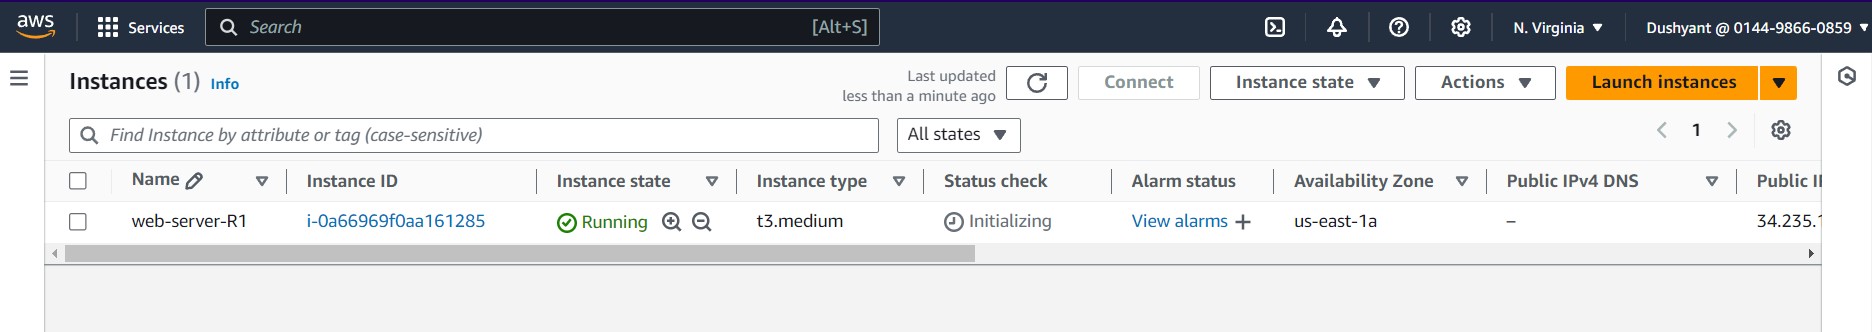 aws Services Search [Alt+S] N. Virginia Dushyant @ 0144-9866-0859
Instances (1) Info Last updated less than a minute ago Connect Instance state Actions Launch instances
Find Instance by attribute or tag (case-sensitive) All states 1
Name Instance ID Instance state Instance type Status check Alarm status Availability Zone Public IPv4 DNS Public
web-server-R1 i-0a66969f0aa161285 Running t3.medium Initializing View alarms + us-east-1a – 34.235.